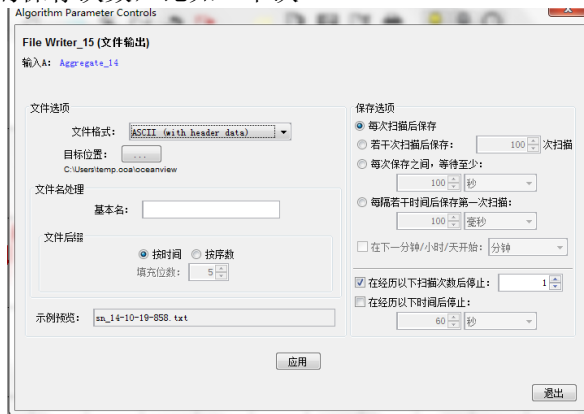 Algorithm Parameter Controls
File Writer_15 (文件输出)
输入A: Aggregate_14
文件选项
文件格式: ASCII (with header data)
目标位置: ...
C:\Users\temp.ooa\oceanview
文件名处理
基本名:
文件后缀
按时间 按序数
填充位数: 5
示例预览: sn_14-10-19-858.txt
保存选项
每次扫描后保存
若干次扫描后保存: 100 次扫描
每次保存之间，等待至少:
100 秒
每隔若干时间后保存第一次扫描:
100 毫秒
在下一分钟/小时/天开始: 分钟
在经历以下扫描次数后停止: 1
在经历以下时间后停止:
60 秒
应用
退出